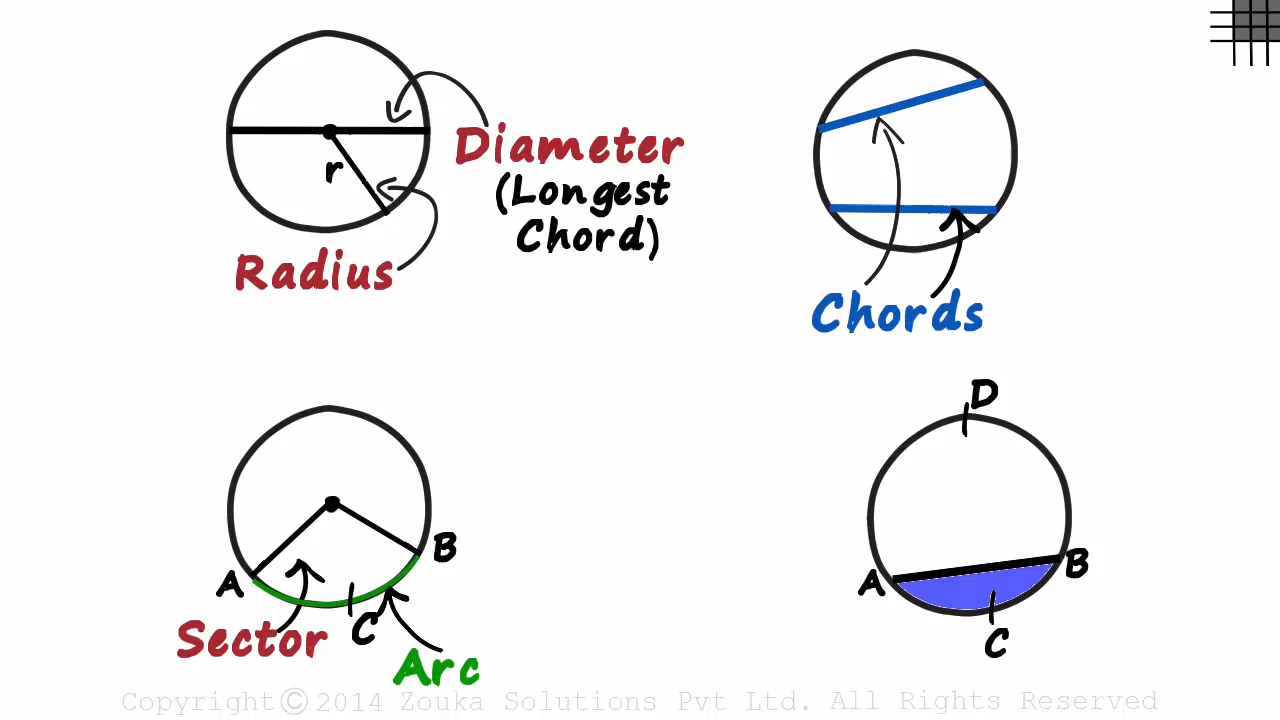 r
Diameter
(Longest
Chord)
Radius
Chords
A
B
C
Sector
Arc
D
A
B
C
Copyright©2014 Zouka Solutions Pvt Ltd. All Rights Reserved